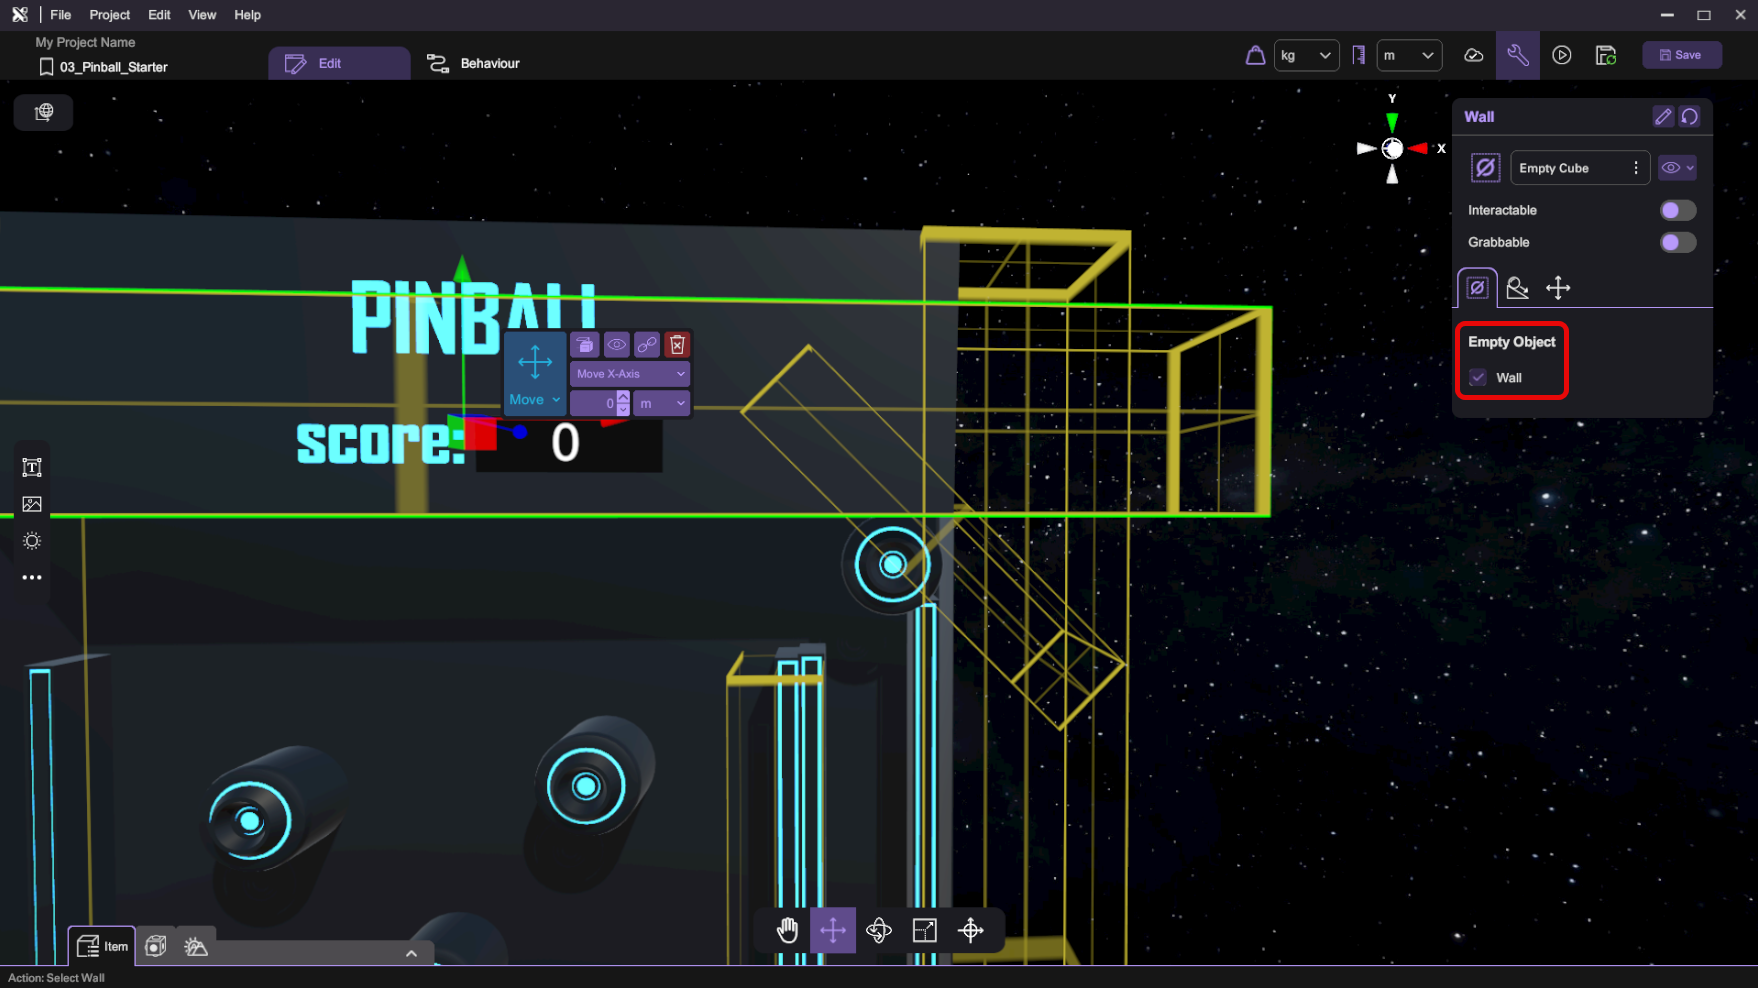 File Project Edit View Help
My Project Name
03_Pinball_Starter
Edit
Behaviour
kg
m
Save
Y
X
Wall
Empty Cube
Interactable
Grabbable
Empty Object
Wall
PINBALL
Move X-Axis
Move
0
m
score:
0
Item
Action: Select Wall